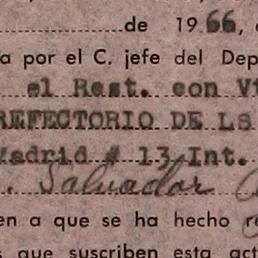 de 1966,
a por el C. jefe del Dep
el Rest. con
REFECTORIO DE LS
Madrid # 13 Int.
Salvador
en a que se ha hecho
que suscriben esta act